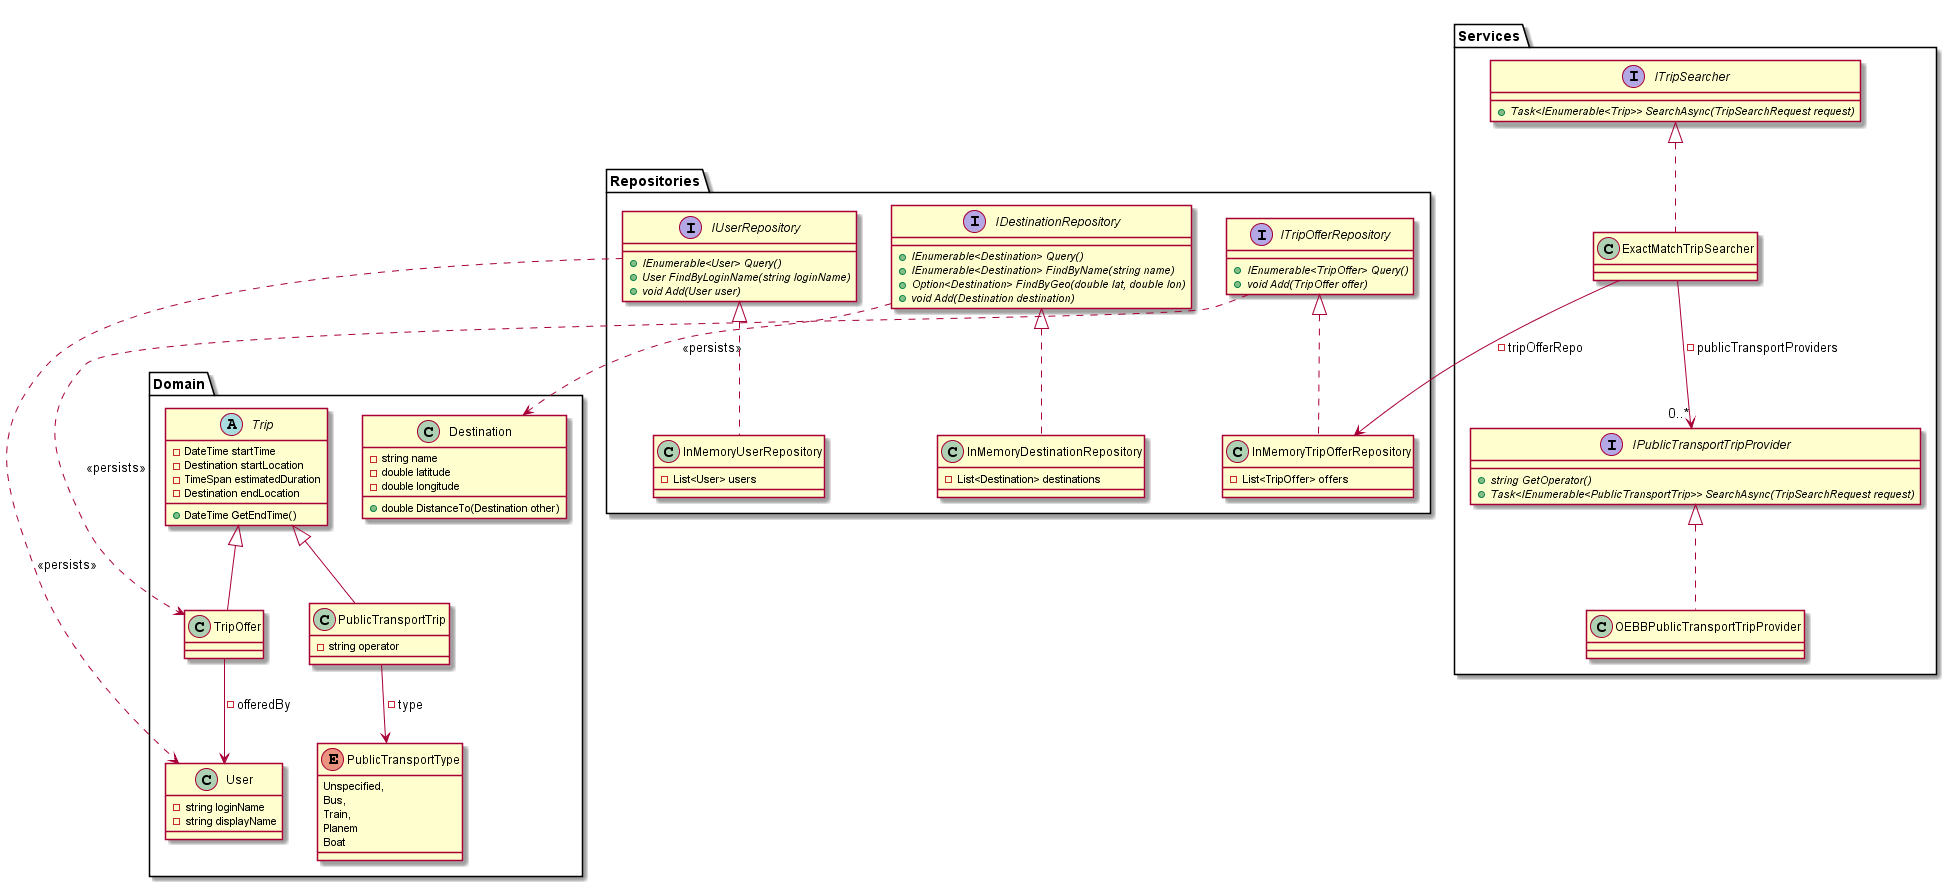 Services
I ITripSearcher
Task<IEnumerable<Trip>> SearchAsync(TripSearchRequest request)
C ExactMatchTripSearcher
tripOfferRepo
publicTransportProviders
0..*
I IPublicTransportTripProvider
string GetOperator()
Task<IEnumerable<PublicTransportTrip>> SearchAsync(TripSearchRequest request)
C OEBBPublicTransportTripProvider
Repositories
I IUserRepository
IEnumerable<User> Query()
User FindByLoginName(string loginName)
void Add(User user)
I IDestinationRepository
IEnumerable<Destination> Query()
IEnumerable<Destination> FindByName(string name)
Option<Destination> FindByGeo(double lat, double lon)
void Add(Destination destination)
I ITripOfferRepository
IEnumerable<TripOffer> Query()
void Add(TripOffer offer)
«persists»
C InMemoryUserRepository
List<User> users
C InMemoryDestinationRepository
List<Destination> destinations
C InMemoryTripOfferRepository
List<TripOffer> offers
Domain
A Trip
DateTime startTime
Destination startLocation
TimeSpan estimatedDuration
Destination endLocation
DateTime GetEndTime()
C Destination
string name
double latitude
double longitude
double DistanceTo(Destination other)
«persists»
«persists»
C TripOffer
C PublicTransportTrip
string operator
offeredBy
type
C User
string loginName
string displayName
E PublicTransportType
Unspecified,
Bus,
Train,
Planem
Boat